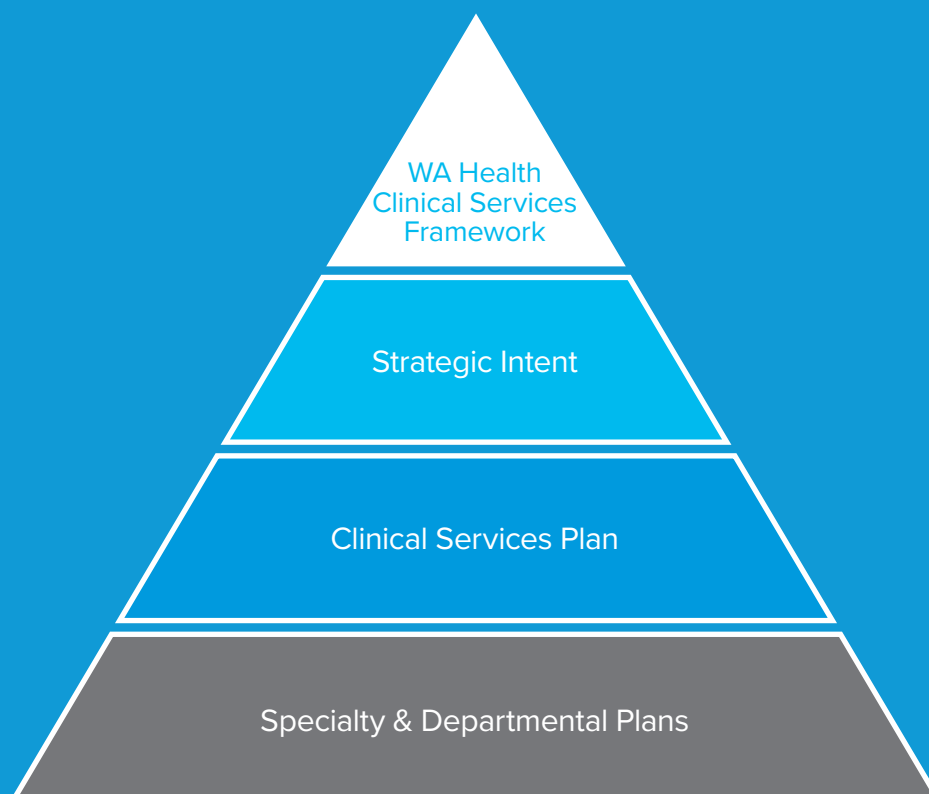 WA Health
Clinical Services
Framework
Strategic Intent
Clinical Services Plan
Specialty & Departmental Plans